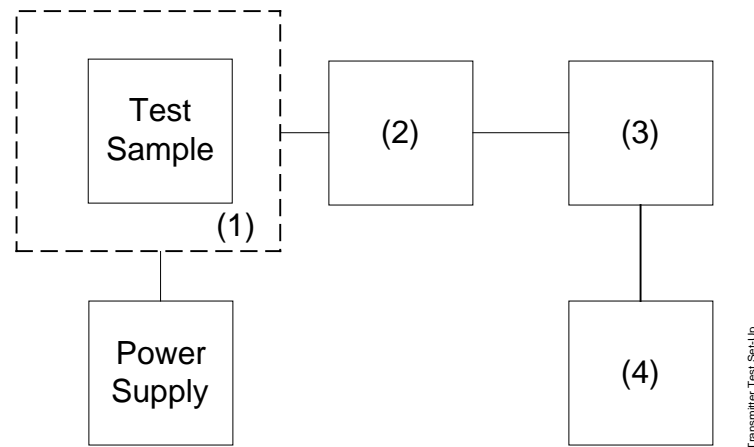 Test
Sample
(1)
(2)
(3)
Power
Supply
(4)
Transmitter Test Set-Up